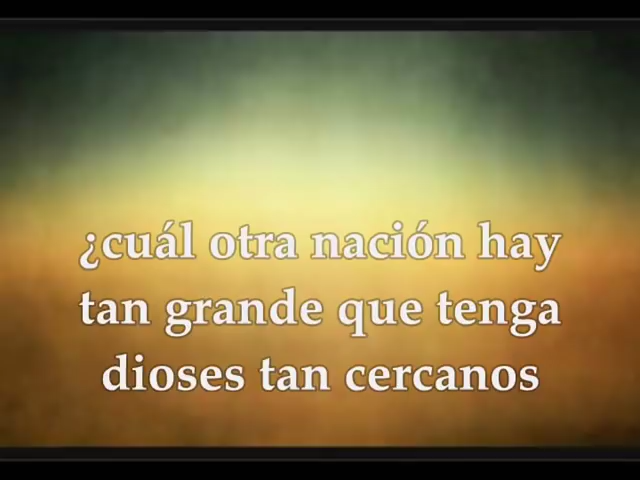 ¿cuál otra nación hay
tan grande que tenga
dioses tan cercanos